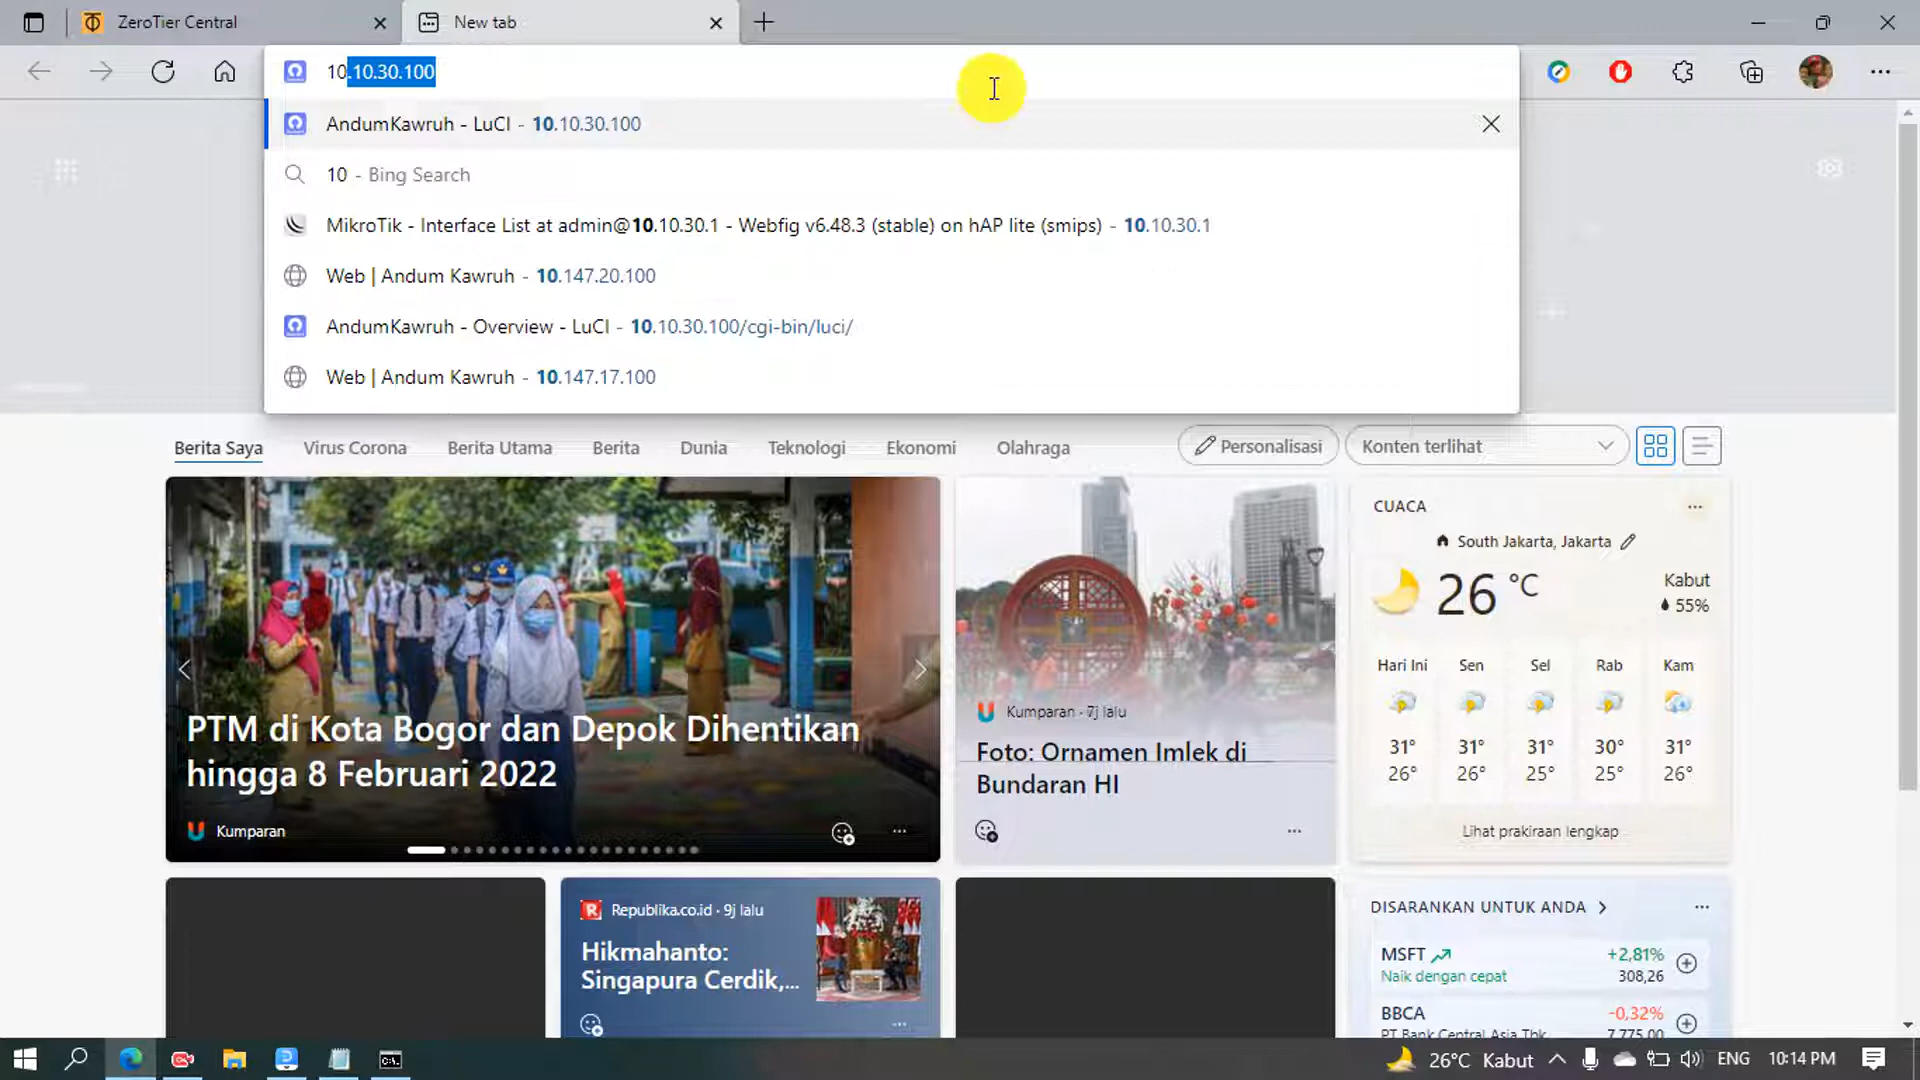 ZeroTier Central
New tab
10.10.30.100
AndumKawruh - LuCI - 10.10.30.100
10 - Bing Search
MikroTik - Interface List at admin@10.10.30.1 - Webfig v6.48.3 (stable) on hAP lite (smips) - 10.10.30.1
Web | Andum Kawruh - 10.147.20.100
AndumKawruh - Overview - LuCI - 10.10.30.100/cgi-bin/luci/
Web | Andum Kawruh - 10.147.17.100
Berita Saya Virus Corona Berita Utama Berita Dunia Teknologi Ekonomi Olahraga Personalisasi Konten terlihat
PTM di Kota Bogor dan Depok Dihentikan
hingga 8 Februari 2022
Kumparan
Kumparan · 7j lalu
Foto: Ornamen Imlek di
Bundaran HI
CUACA
South Jakarta, Jakarta
26 °C
Kabut
55%
Hari Ini Sen Sel Rab Kam
31° 31° 31° 30° 31°
26° 26° 25° 25° 26°
Lihat prakiraan lengkap
Republika.co.id · 9j lalu
Hikmahanto:
Singapura Cerdik,...
DISARANKAN UNTUK ANDA
MSFT +2,81%
Naik dengan cepat 308,26
BBCA -0,32%
PT Bank Central Asia Tbk 7.775,00
26°C Kabut ENG 10:14 PM